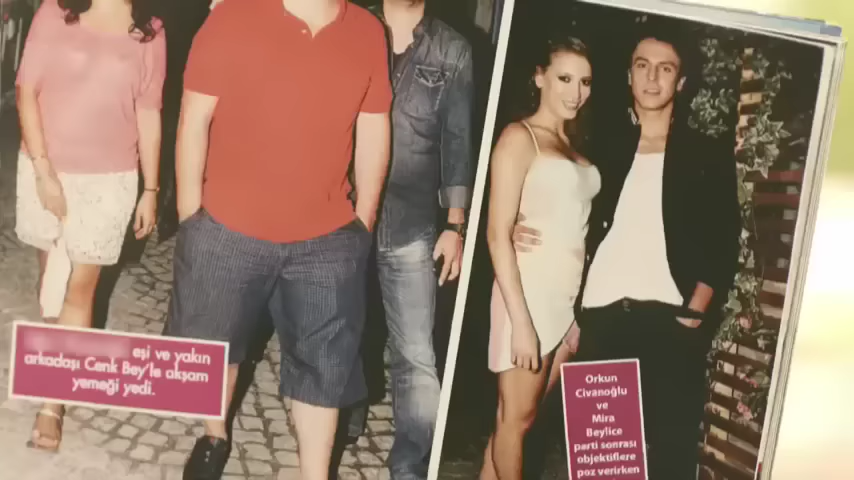 eşi ve yakın
arkadaşı Cenk Bey'le akşam
yemeği yedi.
Orkun
Civanoğlu
ve
Mira
Beylice
parti sonrası
objektiflere
poz verirken